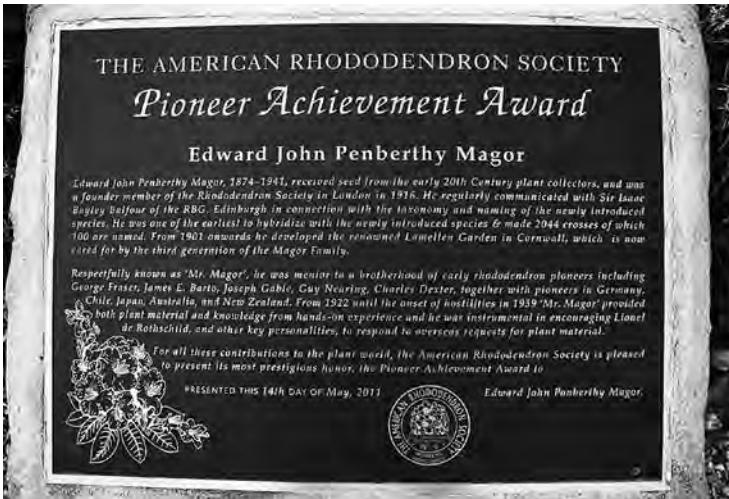 THE AMERICAN RHODODENDRON SOCIETY
Pioneer Achievement Award
Edward John Penberthy Magor
Edward John Penberthy Magor, 1874–1941, received seed from the early 20th Century plant collectors, and was
a founder member of the Rhododendron Society in London in 1916. He regularly communicated with Sir Isaac
Bayley Balfour of the RBG, Edinburgh in connection with the taxonomy and naming of the newly introduced
species. He was one of the earliest to hybridize with the newly introduced species & made 2044 crosses of which
100 are named. From 1901 onwards he developed the renowned Lamellen Garden in Cornwall, which is now
cared for by the third generation of the Magor Family.
Respectfully known as 'Mr. Magor', he was mentor to a brotherhood of early rhododendron pioneers including
George Fraser, James E. Barto, Joseph Gable, Guy Nearing, Charles Dexter, together with pioneers in Germany,
Chile, Japan, Australia, and New Zealand. From 1922 until the onset of hostilities in 1939 'Mr. Magor' provided
both plant material and knowledge from hands-on experience and he was instrumental in encouraging Lionel
de Rothschild, and other key personalities, to respond to overseas requests for plant material.
For all these contributions to the plant world, the American Rhododendron Society is pleased
to present its most prestigious honor, the Pioneer Achievement Award to
PRESENTED THIS 14th DAY OF May, 2011 Edward John Penberthy Magor.
THE AMERICAN RHODODENDRON SOCIETY